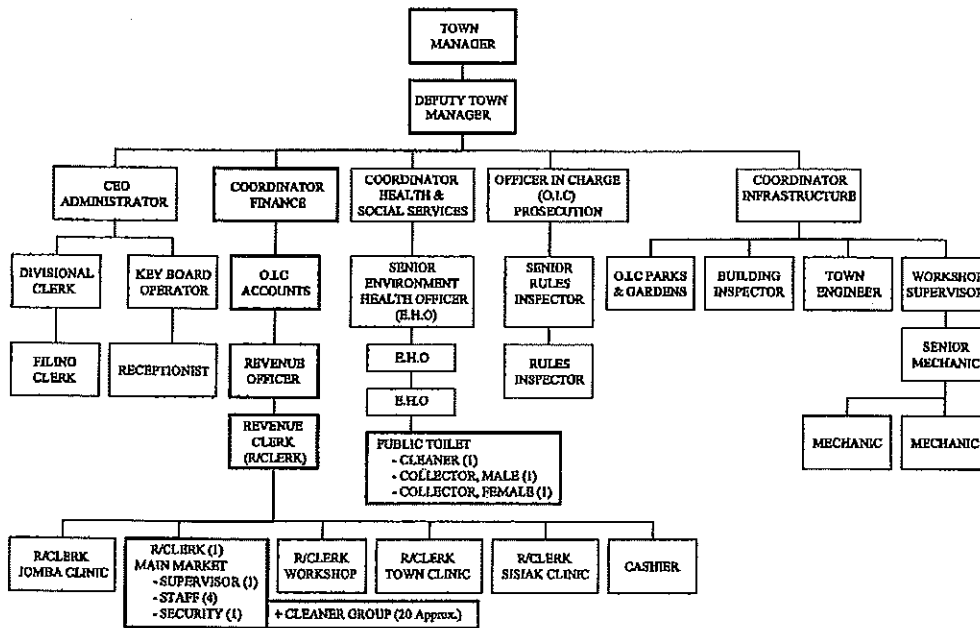 TOWN
MANAGER
DEPUTY TOWN
MANAGER
CEO
ADMINISTRATOR
COORDINATOR
FINANCE
COORDINATOR
HEALTH &
SOCIAL SERVICES
OFFICER IN CHARGE
(O.I.C)
PROSECUTION
COORDINATOR
INFRASTRUCTURE
DIVISIONAL
CLERK
KEY BOARD
OPERATOR
O.I.C
ACCOUNTS
SENIOR
ENVIRONMENT
HEALTH OFFICER
(E.H.O)
SENIOR
RULES
INSPECTOR
O.I.C PARKS
& GARDENS
BUILDING
INSPECTOR
TOWN
ENGINEER
WORKSHOP
SUPERVISOR
FILING
CLERK
RECEPTIONIST
REVENUE
OFFICER
E.H.O
RULES
INSPECTOR
SENIOR
MECHANIC
E.H.O
REVENUE
CLERK
(R/CLERK)
PUBLIC TOILET
- CLEANER (1)
- COLLECTOR, MALE (1)
- COLLECTOR, FEMALE (1)
MECHANIC
MECHANIC
R/CLERK
JOMBA CLINIC
R/CLERK (1)
MAIN MARKET
- SUPERVISOR (1)
- STAFF (4)
- SECURITY (1)
+ CLEANER GROUP (20 Approx.)
R/CLERK
WORKSHOP
R/CLERK
TOWN CLINIC
R/CLERK
SISIAK CLINIC
CASHIER